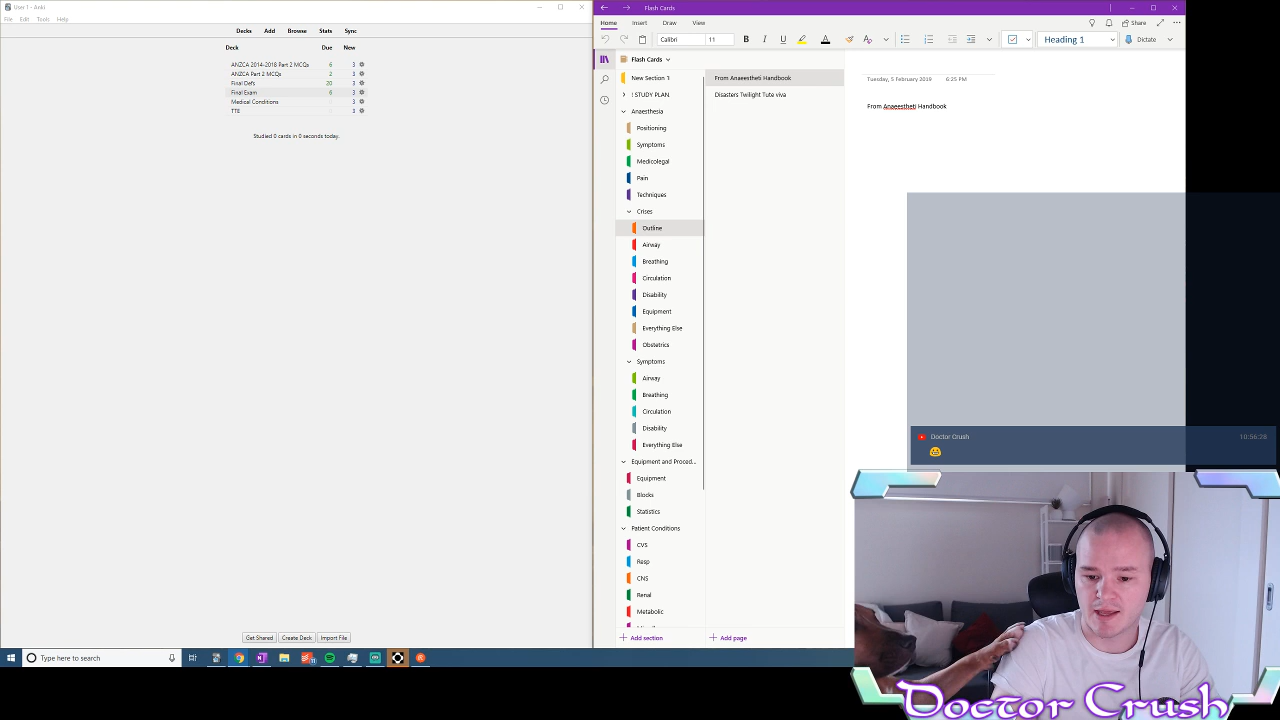 User 1 - Anki
File Edit Tools Help
Decks Add Browse Stats Sync
Deck Due New
ANZCA 2014-2018 Part 2 MCQs 6 3
ANZCA Part 2 MCQs 2 3
Final Defs 20 3
Final Exam 6 3
Medical Conditions 3
TTE 3
Studied 0 cards in 0 seconds today.
Get Shared Create Deck Import File
Flash Cards
Home Insert Draw View
Share
Calibri 11 B I U A Heading 1 Dictate
Flash Cards
New Section 1
! STUDY PLAN
Anaesthesia
Positioning
Symptoms
Medicolegal
Pain
Techniques
Crises
Outline
Airway
Breathing
Circulation
Disability
Equipment
Everything Else
Obstetrics
Symptoms
Airway
Breathing
Circulation
Disability
Everything Else
Equipment and Proced...
Equipment
Blocks
Statistics
Patient Conditions
CVS
Resp
CNS
Renal
Metabolic
Add section
From Anaeestheti Handbook
Disasters Twilight Tute viva
Add page
Tuesday, 5 February 2019 6:25 PM
From Anaeestheti Handbook
Doctor Crush 10:56:28
Type here to search
Doctor Crush